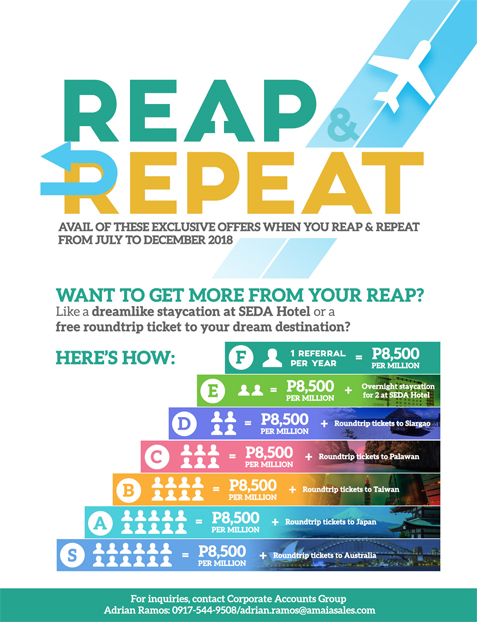 REAP &
REPEAT
AVAIL OF THESE EXCLUSIVE OFFERS WHEN YOU REAP & REPEAT
FROM JULY TO DECEMBER 2018
WANT TO GET MORE FROM YOUR REAP?
Like a dreamlike staycation at SEDA Hotel or a
free roundtrip ticket to your dream destination?
HERE'S HOW:
F 1 REFERRAL PER YEAR = P8,500 PER MILLION
E = P8,500 PER MILLION + Overnight staycation for 2 at SEDA Hotel
D = P8,500 PER MILLION + Roundtrip tickets to Siargao
C = P8,500 PER MILLION + Roundtrip tickets to Palawan
B = P8,500 PER MILLION + Roundtrip tickets to Taiwan
A = P8,500 PER MILLION + Roundtrip tickets to Japan
S = P8,500 PER MILLION + Roundtrip tickets to Australia
For inquiries, contact Corporate Accounts Group
Adrian Ramos: 0917-544-9508/adrian.ramos@amaiasales.com